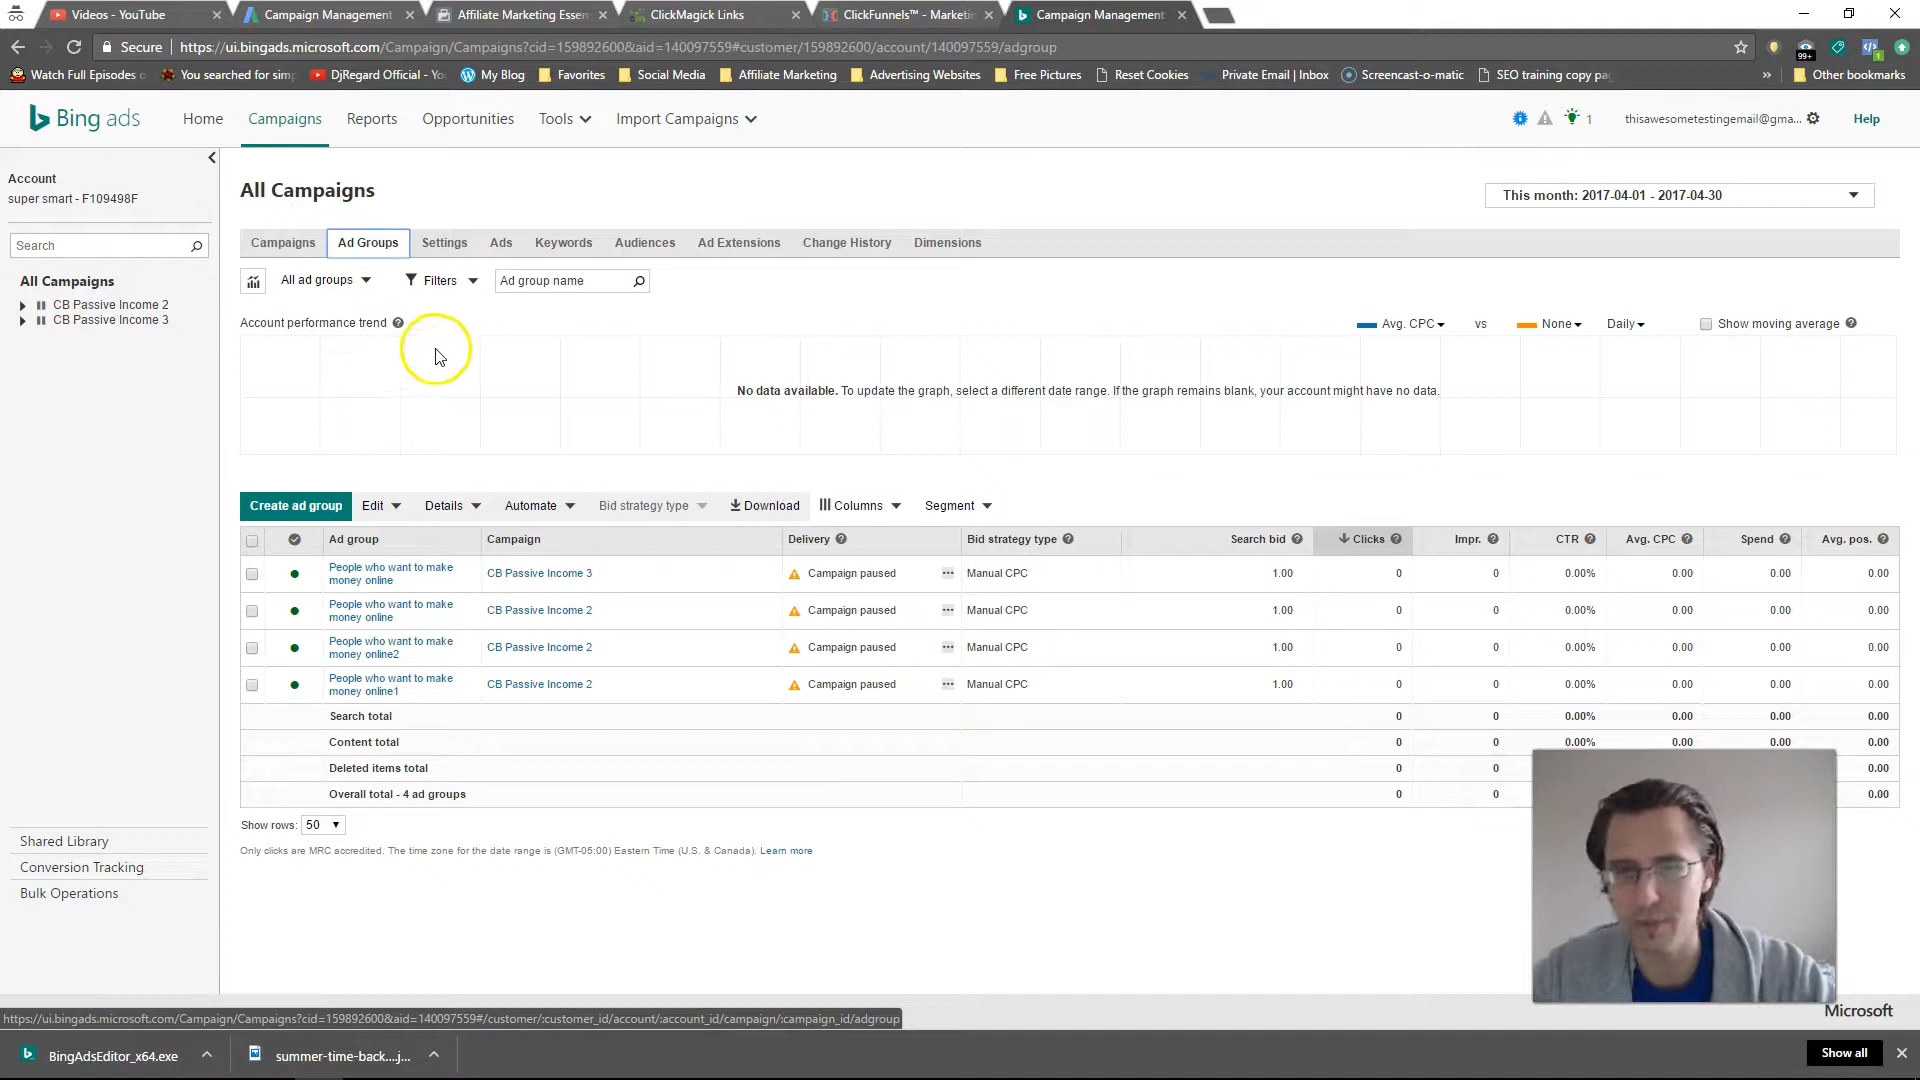 Videos - YouTube
Campaign Management
Affiliate Marketing Essen
ClickMagick Links
ClickFunnels™ - Marketin
Campaign Management
Secure
https://ui.bingads.microsoft.com/Campaign/Campaigns?cid=159892600&aid=140097559#customer/159892600/account/140097559/adgroup
99+
1
Watch Full Episodes o
You searched for sim
DjRegard Official - Yo
My Blog
Favorites
Social Media
Affiliate Marketing
Advertising Websites
Free Pictures
Reset Cookies
Private Email | Inbox
Screencast-o-matic
SEO training copy pag
»
Other bookmarks
Bing ads
Home
Campaigns
Reports
Opportunities
Tools
Import Campaigns
1
thisawesometestingemail@gma...
Help
Account
super smart - F109498F
Search
All Campaigns
CB Passive Income 2
CB Passive Income 3
Shared Library
Conversion Tracking
Bulk Operations
All Campaigns
This month: 2017-04-01 - 2017-04-30
Campaigns
Ad Groups
Settings
Ads
Keywords
Audiences
Ad Extensions
Change History
Dimensions
All ad groups
Filters
Ad group name
Account performance trend
Avg. CPC
vs
None
Daily
Show moving average
No data available. To update the graph, select a different date range. If the graph remains blank, your account might have no data.
Create ad group
Edit
Details
Automate
Bid strategy type
Download
Columns
Segment
Ad group Campaign Delivery Bid strategy type Search bid Clicks Impr. CTR Avg. CPC Spend Avg. pos.
People who want to make
money online
CB Passive Income 3 Campaign paused ... Manual CPC 1.00 0 0 0.00% 0.00 0.00 0.00
People who want to make
money online
CB Passive Income 2 Campaign paused ... Manual CPC 1.00 0 0 0.00% 0.00 0.00 0.00
People who want to make
money online2
CB Passive Income 2 Campaign paused ... Manual CPC 1.00 0 0 0.00% 0.00 0.00 0.00
People who want to make
money online1
CB Passive Income 2 Campaign paused ... Manual CPC 1.00 0 0 0.00% 0.00 0.00 0.00
Search total 0 0 0.00% 0.00 0.00 0.00
Content total 0 0 0.00% 0.00 0.00 0.00
Deleted items total 0 0 0.00
Overall total - 4 ad groups 0 0 0.00
Show rows: 50
Only clicks are MRC accredited. The time zone for the date range is (GMT-05:00) Eastern Time (U.S. & Canada). Learn more
Microsoft
https://ui.bingads.microsoft.com/Campaign/Campaigns?cid=159892600&aid=140097559#/customer/:customer_id/account/:account_id/campaign/:campaign_id/adgroup
BingAdsEditor_x64.exe
summer-time-back....j...
Show all